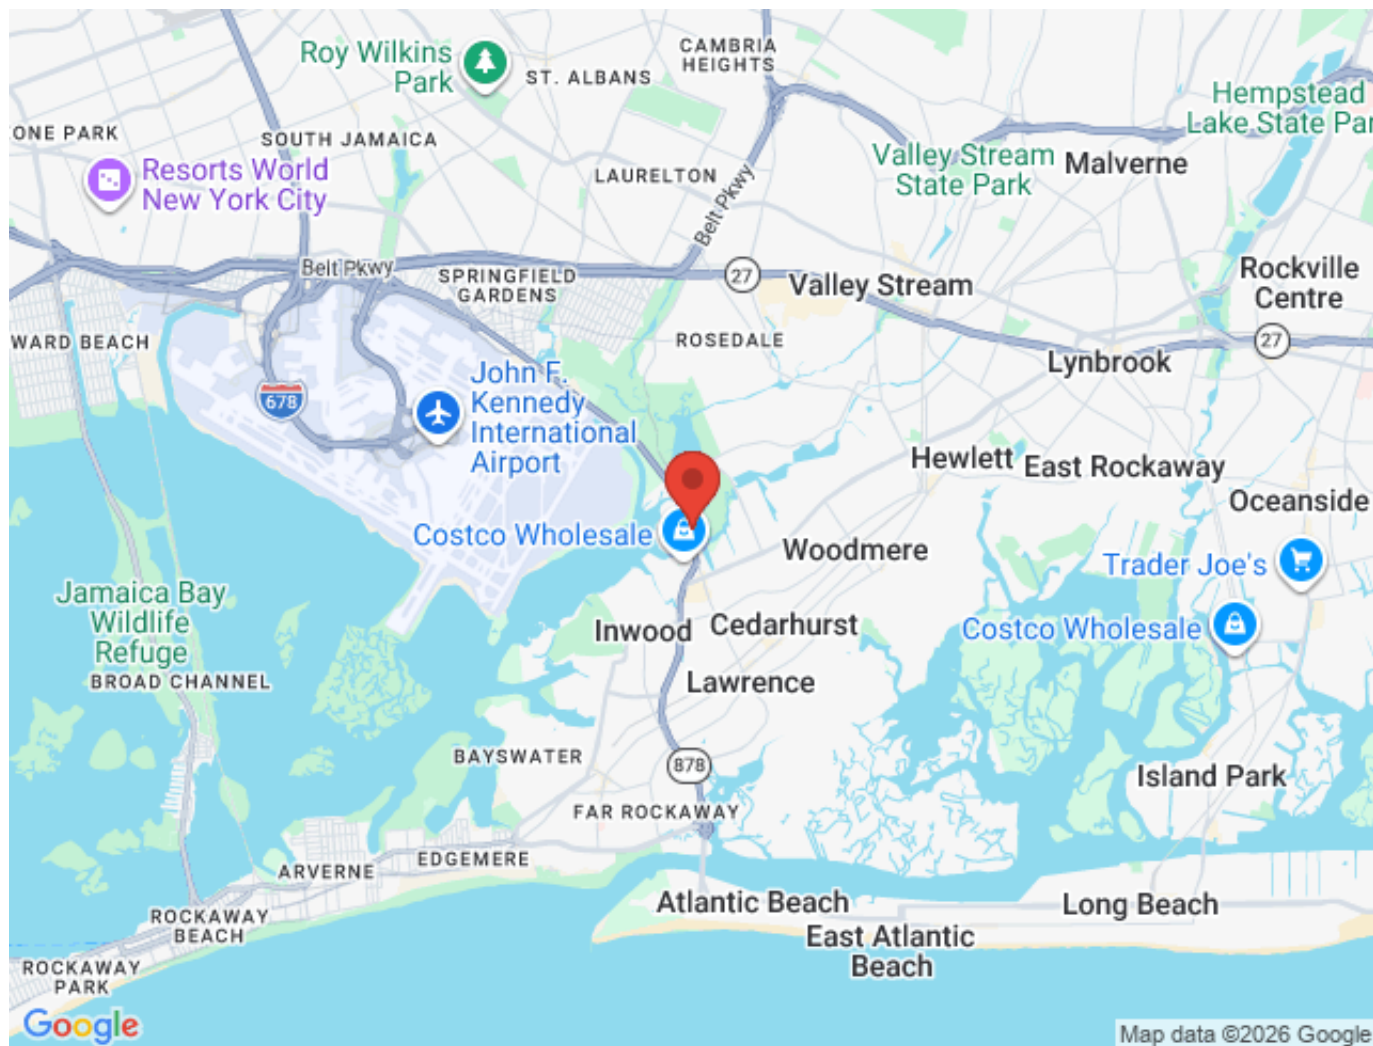 Roy Wilkins
Park
ST. ALBANS
CAMBRIA
HEIGHTS
Hempstead
Lake State Par
ONE PARK
SOUTH JAMAICA
Resorts World
New York City
LAURELTON
Valley Stream
State Park
Malverne
Belt Pkwy
Belt Pkwy
SPRINGFIELD
GARDENS
27
Valley Stream
Rockville
Centre
WARD BEACH
ROSEDALE
27
Lynbrook
678
John F.
Kennedy
International
Airport
Hewlett
East Rockaway
Oceanside
Costco Wholesale
Woodmere
Trader Joe's
Jamaica Bay
Wildlife
Refuge
Inwood
Cedarhurst
Costco Wholesale
BROAD CHANNEL
Lawrence
BAYSWATER
878
Island Park
FAR ROCKAWAY
EDGEMERE
ARVERNE
Atlantic Beach
Long Beach
ROCKAWAY
BEACH
East Atlantic
Beach
ROCKAWAY
PARK
Google
Map data ©2026 Google